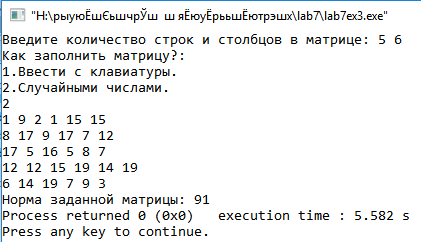 "H:\рыуюЁшЄьшчрЎш ш яЁюуЁрььшЁютрэшх\lab7\lab7ex3.exe"
Введите количество строк и столбцов в матрице: 5 6
Как заполнить матрицу?:
1.Ввести с клавиатуры.
2.Случайными числами.
2
1 9 2 1 15 15
8 17 9 17 7 12
17 5 16 5 8 7
12 12 15 19 14 19
6 14 19 7 9 3
Норма заданной матрицы: 91
Process returned 0 (0x0)   execution time : 5.582 s
Press any key to continue.